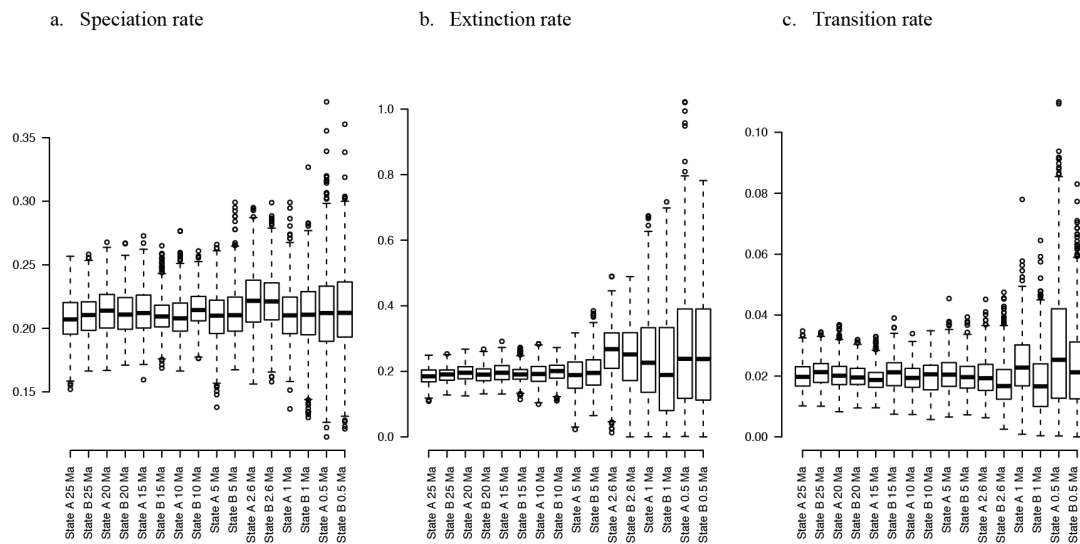 a. Speciation rate
b. Extinction rate
c. Transition rate
0.35
0.30
0.25
0.20
0.15
1.0
0.8
0.6
0.4
0.2
0.0
0.10
0.08
0.06
0.04
0.02
0.00
State A 25 Ma
State B 25 Ma
State A 20 Ma
State B 20 Ma
State A 15 Ma
State B 15 Ma
State A 10 Ma
State B 10 Ma
State A 5 Ma
State B 5 Ma
State A 2.6 Ma
State B 2.6 Ma
State A 1 Ma
State B 1 Ma
State A 0.5 Ma
State B 0.5 Ma
State A 25 Ma
State B 25 Ma
State A 20 Ma
State B 20 Ma
State A 15 Ma
State B 15 Ma
State A 10 Ma
State B 10 Ma
State A 5 Ma
State B 5 Ma
State A 2.6 Ma
State B 2.6 Ma
State A 1 Ma
State B 1 Ma
State A 0.5 Ma
State B 0.5 Ma
State A 25 Ma
State B 25 Ma
State A 20 Ma
State B 20 Ma
State A 15 Ma
State B 15 Ma
State A 10 Ma
State B 10 Ma
State A 5 Ma
State B 5 Ma
State A 2.6 Ma
State B 2.6 Ma
State A 1 Ma
State B 1 Ma
State A 0.5 Ma
State B 0.5 Ma